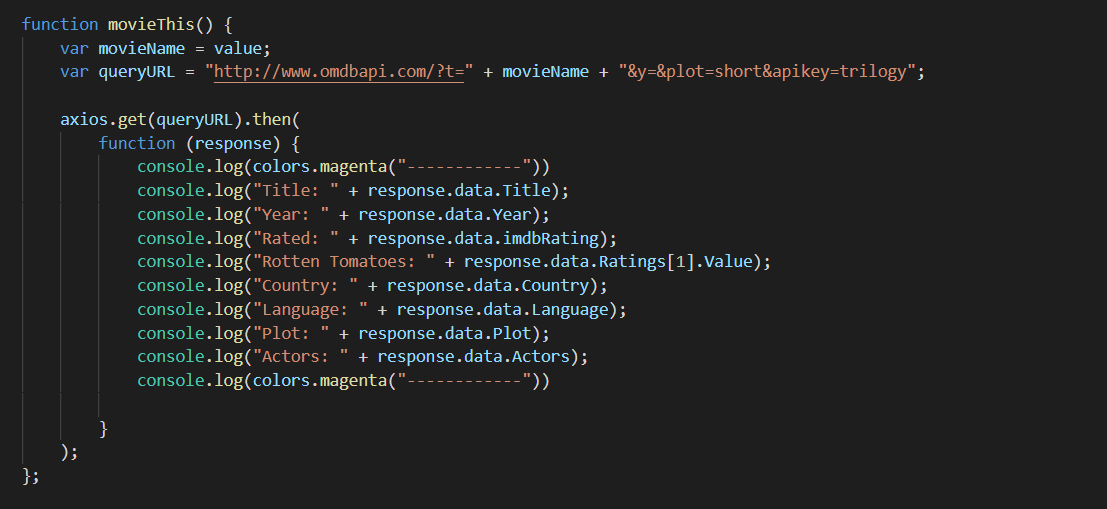 function movieThis() {
    var movieName = value;
    var queryURL = "http://www.omdbapi.com/?t=" + movieName + "&y=&plot=short&apikey=trilogy";

    axios.get(queryURL).then(
        function (response) {
            console.log(colors.magenta("------------"))
            console.log("Title: " + response.data.Title);
            console.log("Year: " + response.data.Year);
            console.log("Rated: " + response.data.imdbRating);
            console.log("Rotten Tomatoes: " + response.data.Ratings[1].Value);
            console.log("Country: " + response.data.Country);
            console.log("Language: " + response.data.Language);
            console.log("Plot: " + response.data.Plot);
            console.log("Actors: " + response.data.Actors);
            console.log(colors.magenta("------------"))

        }
    );
};